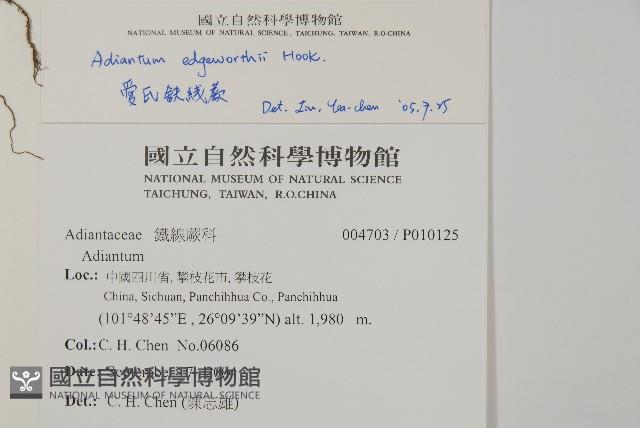 國立自然科學博物館
NATIONAL MUSEUM OF NATURAL SCIENCE, TAICHUNG, TAIWAN, R.O.CHINA
Adiantum edgeworthii Hook.
愛氏鉄线蕨
Det. Liu, Yea-chen '05.7.25
國立自然科學博物館
NATIONAL MUSEUM OF NATURAL SCIENCE
TAICHUNG, TAIWAN, R.O.CHINA
Adiantaceae 鐵線蕨科 004703 / P010125
Adiantum
Loc.: 中國四川省, 攀枝花市, 攀枝花
China, Sichuan, Panchihhua Co., Panchihhua
(101°48'45"E , 26°09'39"N) alt. 1,980 m.
Col.: C. H. Chen No.06086
Date: September
國立自然科學博物館
NATIONAL MUSEUM OF NATURAL SCIENCE
Det.: C. H. Chen (陳志雄)